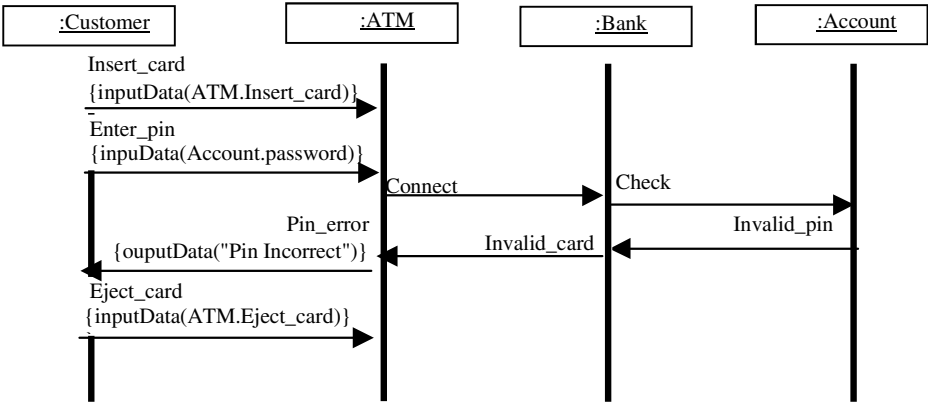 :Customer
:ATM
:Bank
:Account
Insert_card
{inputData(ATM.Insert_card)}
Enter_pin
{inpuData(Account.password)}
Connect
Check
Pin_error
{ouputData("Pin Incorrect")}
Invalid_card
Invalid_pin
Eject_card
{inputData(ATM.Eject_card)}